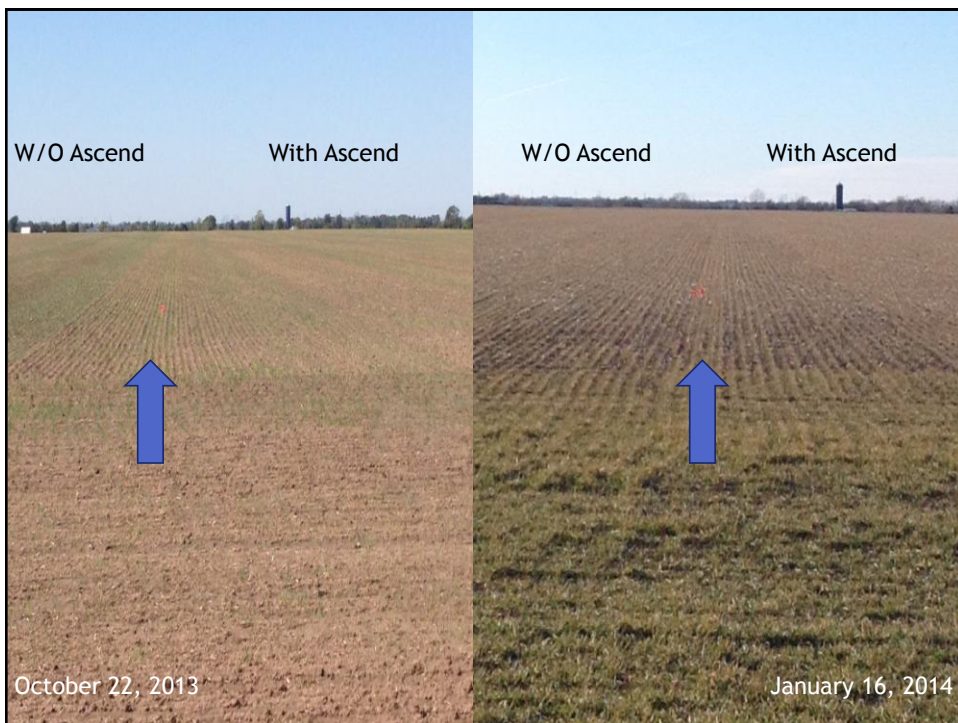 W/O Ascend
With Ascend
W/O Ascend
With Ascend
October 22, 2013
January 16, 2014